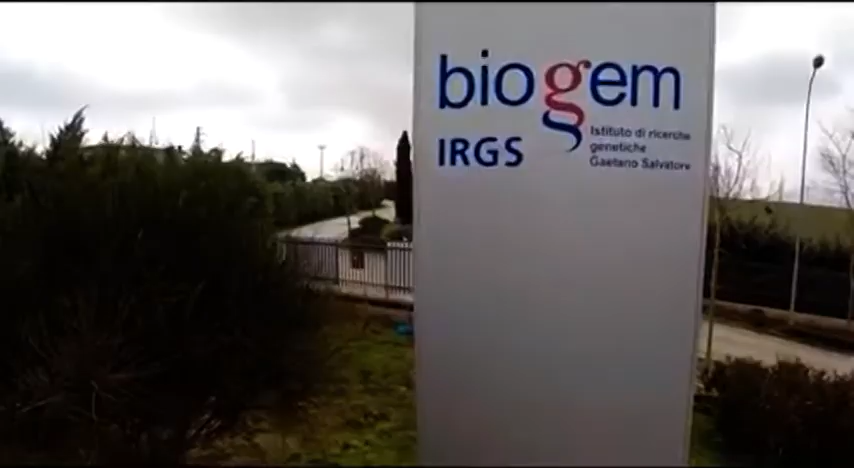 biogem
IRGS
Istituto di ricerche
genetiche
Gaetano Salvatore